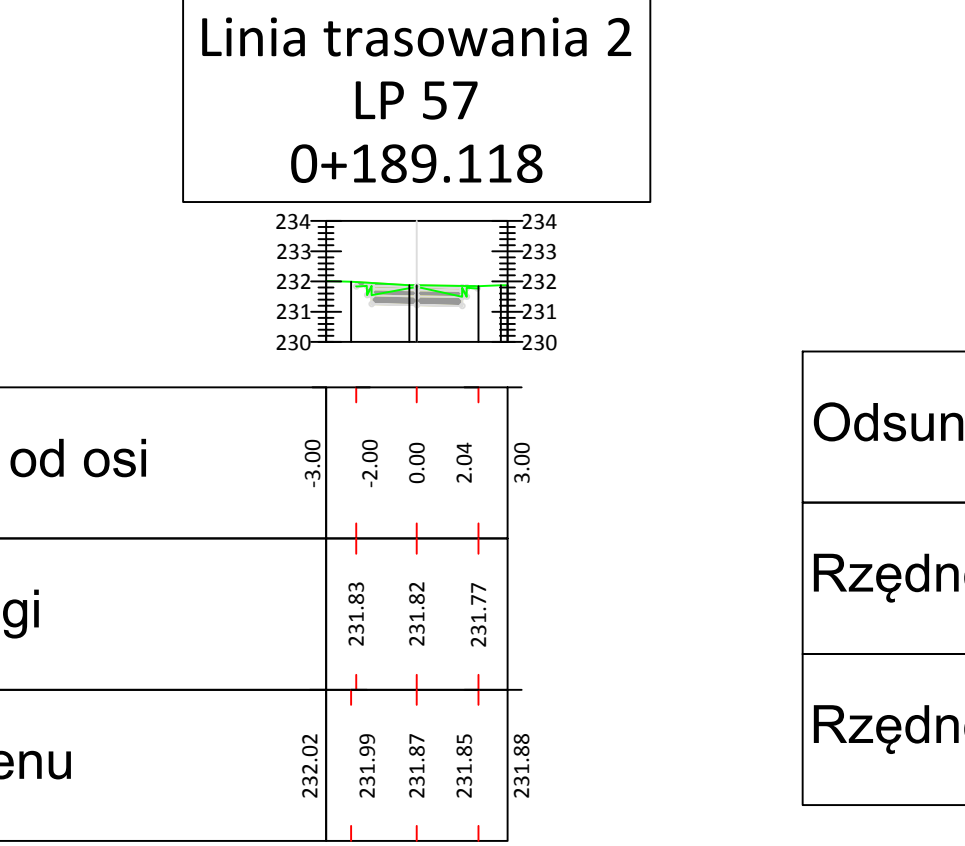 Linia trasowania 2
LP 57
0+189.118
234 234
233 233
232 232
231 231
230 230
od osi -3.00 -2.00 0.00 2.04 3.00
gi 231.83 231.82 231.77
enu 232.02 231.99 231.87 231.85 231.88
Odsun
Rzędn
Rzędn